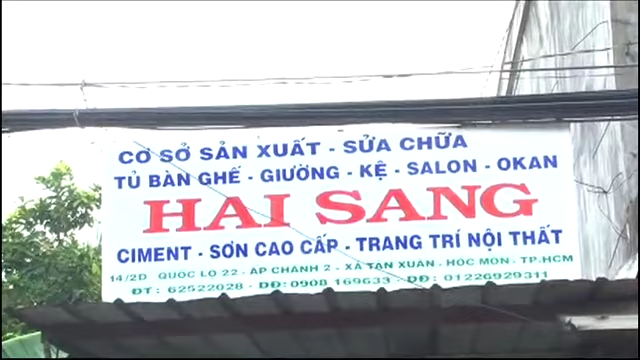 CƠ SỞ SẢN XUẤT - SỬA CHỮA
TỦ BÀN GHẾ - GIƯỜNG - KỆ - SALON - OKAN
HAI SANG
CIMENT - SƠN CAO CẤP - TRANG TRÍ NỘI THẤT
14/2D QUỐC LỘ 22 - ẤP CHÁNH 2 - XÃ TÂN XUÂN - HÓC MÔN - TP.HCM
ĐT : 62522028 - DĐ: 0908 169633 - DĐ: 01226929311